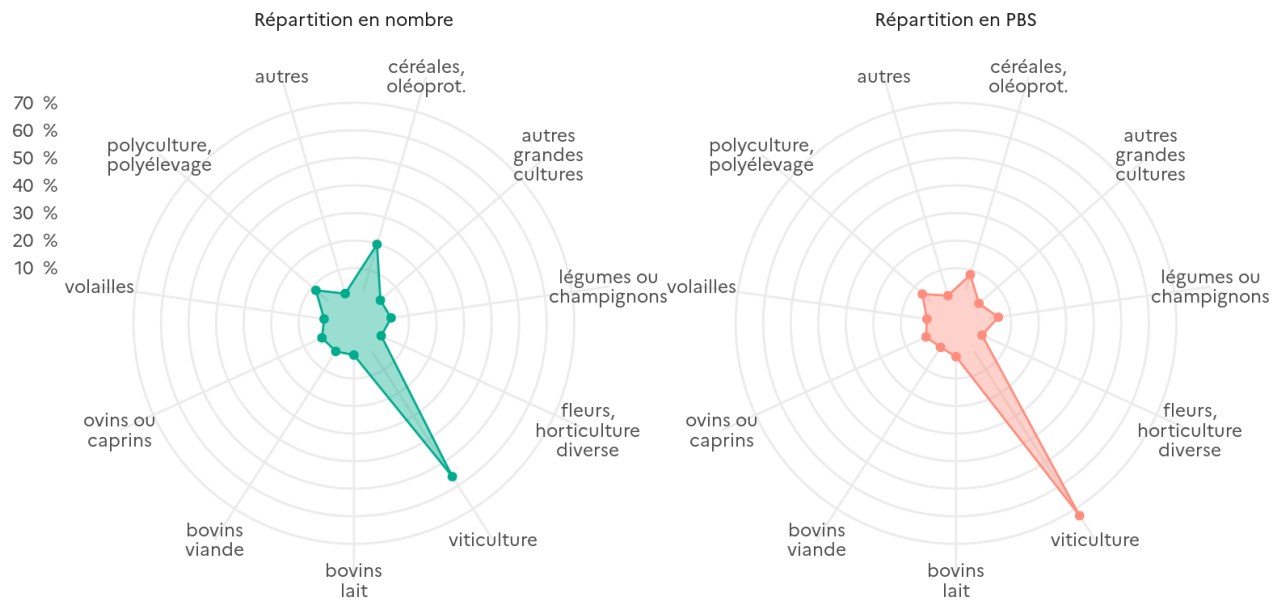 Répartition en nombre
Répartition en PBS
70 %
60 %
50 %
40 %
30 %
20 %
10 %
autres
céréales,
oléoprot.
autres
grandes
cultures
légumes ou
champignons
fleurs,
horticulture
diverse
viticulture
bovins
lait
bovins
viande
ovins ou
caprins
volailles
polyculture,
polyélevage
autres
céréales,
oléoprot.
autres
grandes
cultures
légumes ou
champignons
fleurs,
horticulture
diverse
viticulture
bovins
lait
bovins
viande
ovins ou
caprins
volailles
polyculture,
polyélevage